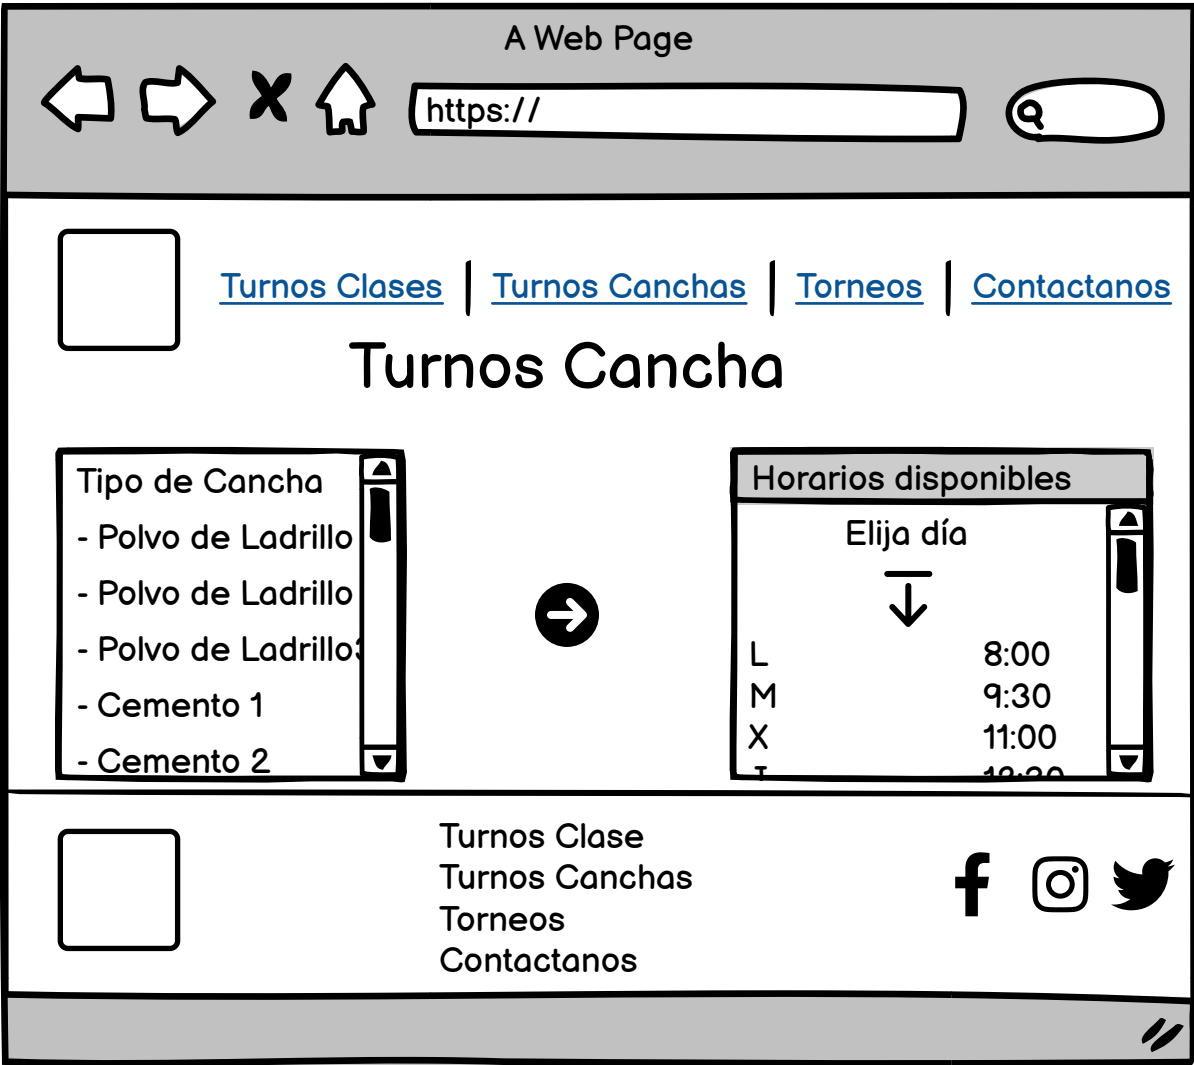 A Web Page
https://
Turnos Clases | Turnos Canchas | Torneos | Contactanos
Turnos Cancha
Tipo de Cancha
- Polvo de Ladrillo
- Polvo de Ladrillo
- Polvo de Ladrillo3
- Cemento 1
- Cemento 2
Horarios disponibles
Elija día
L 8:00
M 9:30
X 11:00
Turnos Clase
Turnos Canchas
Torneos
Contactanos